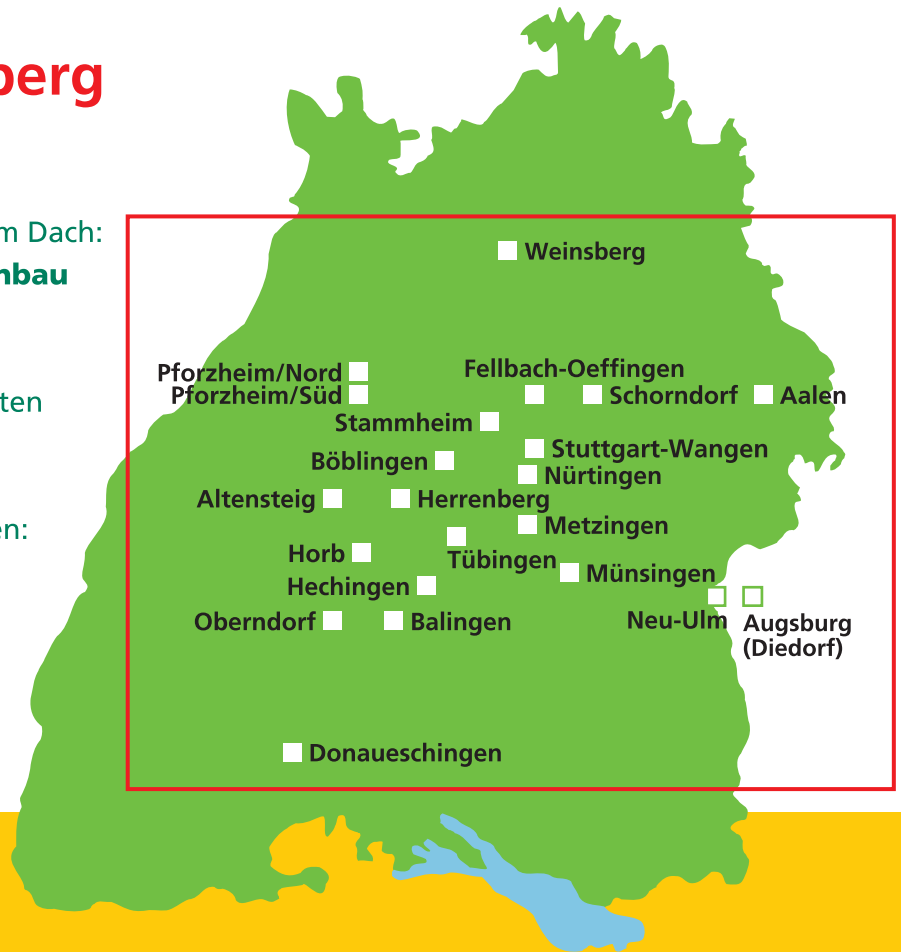 berg
m Dach:
nbau
ten
en:
Weinsberg
Pforzheim/Nord
Fellbach-Oeffingen
Pforzheim/Süd
Schorndorf
Aalen
Stammheim
Stuttgart-Wangen
Böblingen
Nürtingen
Altensteig
Herrenberg
Metzingen
Horb
Tübingen
Münsingen
Hechingen
Oberndorf
Balingen
Neu-Ulm
Augsburg
(Diedorf)
Donaueschingen